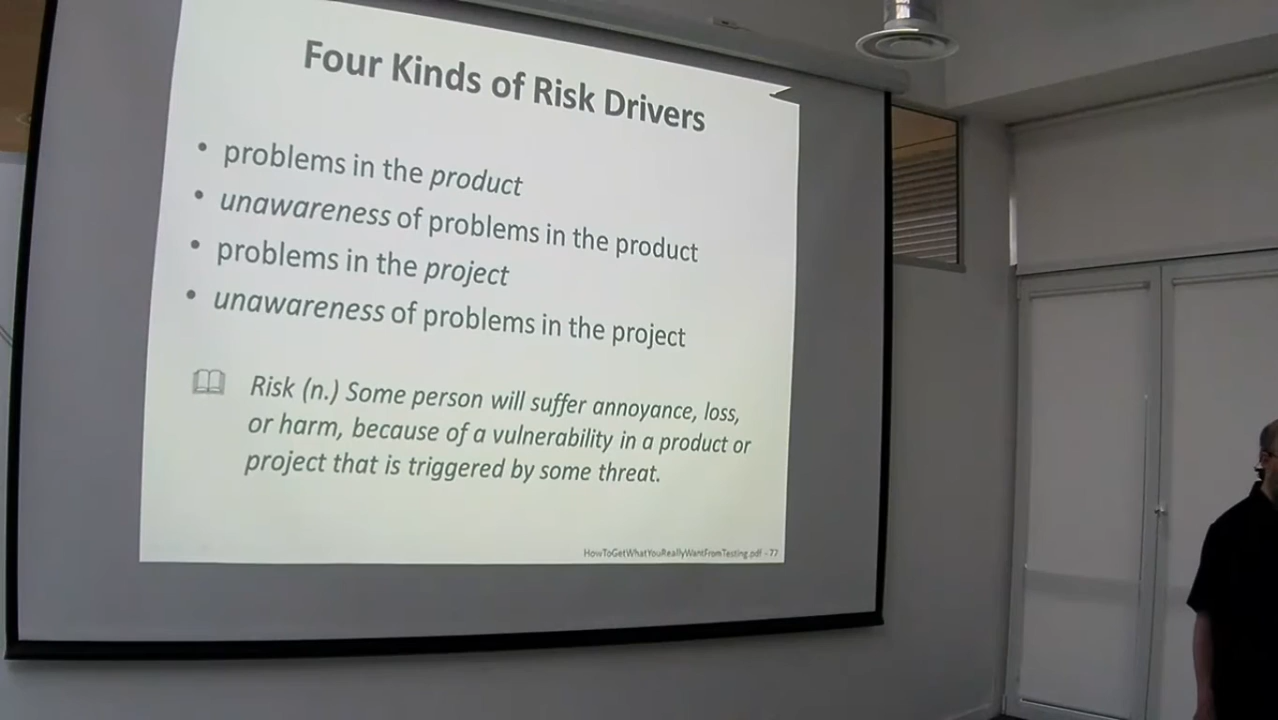 Four Kinds of Risk Drivers
• problems in the product
• unawareness of problems in the product
• problems in the project
• unawareness of problems in the project
Risk (n.) Some person will suffer annoyance, loss,
or harm, because of a vulnerability in a product or
project that is triggered by some threat.
HowToGetWhatYouReallyWantFromTesting.pdf - 77